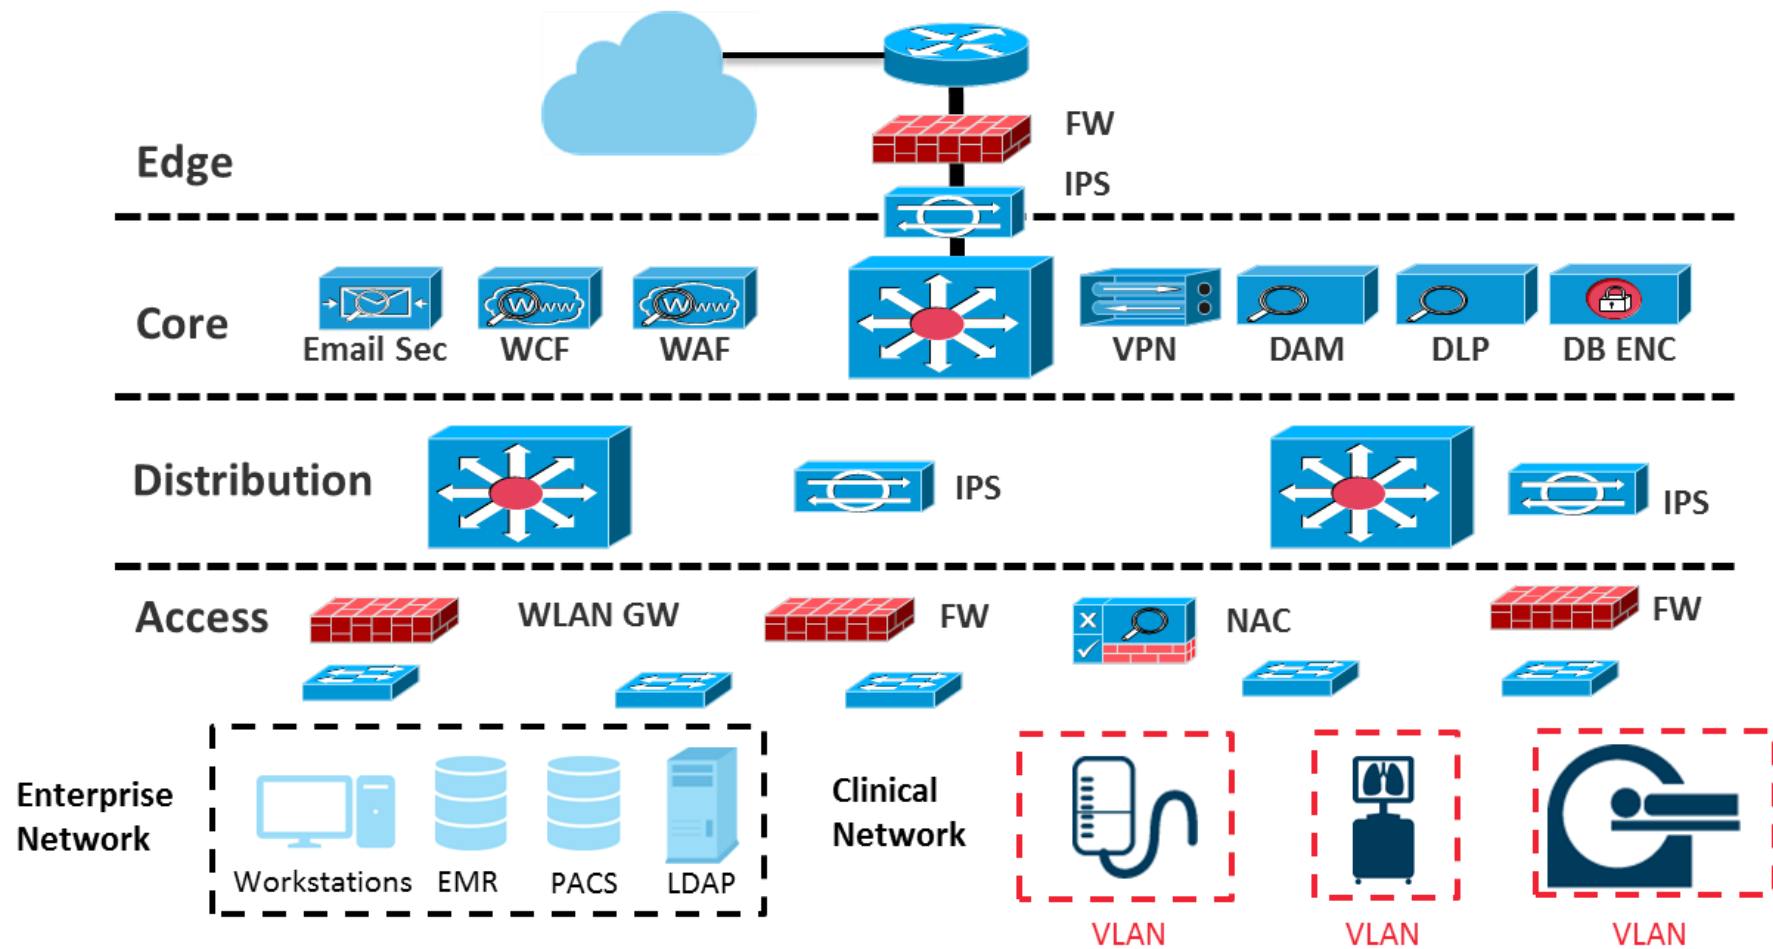 FW
Edge
IPS
Core
Email Sec
WCF
WAF
VPN
DAM
DLP
DB ENC
Distribution
IPS
IPS
Access
WLAN GW
FW
NAC
FW
Enterprise
Network
Workstations
EMR
PACS
LDAP
Clinical
Network
VLAN
VLAN
VLAN